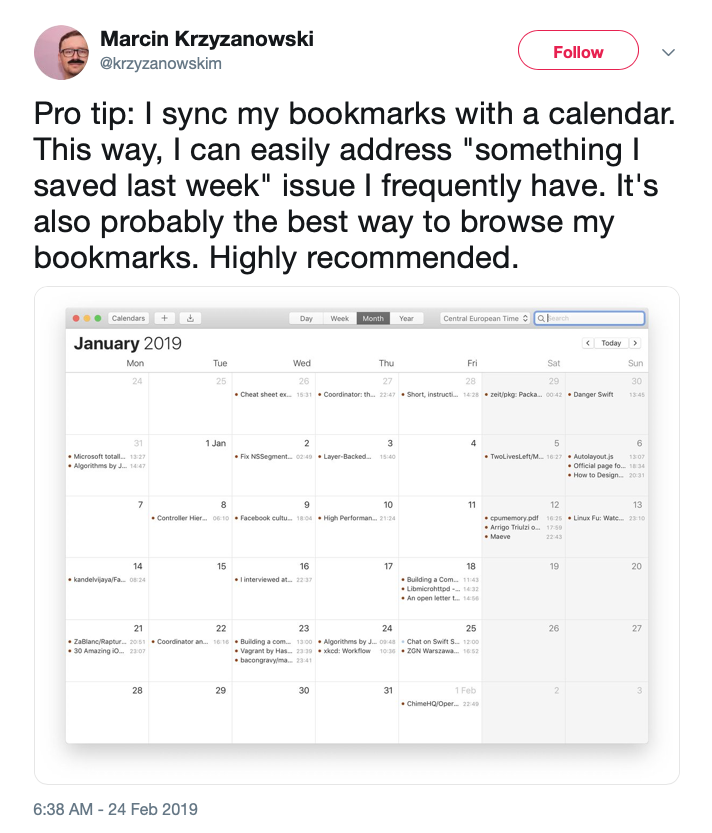 Marcin Krzyzanowski
@krzyzanowskim
Follow
Pro tip: I sync my bookmarks with a calendar.
This way, I can easily address "something I
saved last week" issue I frequently have. It's
also probably the best way to browse my
bookmarks. Highly recommended.
Calendars + Day Week Month Year Central European Time Search
January 2019
< Today >
Mon Tue Wed Thu Fri Sat Sun
24 25 26 27 28 29 30
Cheat sheet ex... 15:31 Coordinator: th... 22:47 Short, instructi... 14:28 zeit/pkg: Packa... 00:42 Danger Swift 13:45
31 1 Jan 2 3 4 5 6
Microsoft totall... 13:27 Fix NSSegment... 02:49 Layer-Backed... 15:40 TwoLivesLeft/M... 16:27 Autolayout.js 13:07
Algorithms by J... 14:47 Official page fo... 18:34
How to Design... 20:31
7 8 9 10 11 12 13
Controller Hier... 06:10 Facebook cultu... 18:04 High Performan... 21:24 cpumemory.pdf 16:25 Linux Fu: Watc... 23:10
Arrigo Triulzi o... 17:59
Maeve 22:43
14 15 16 17 18 19 20
kandelvijaya/Fa... 08:34 I interviewed at... 22:37 Building a Com... 11:43
Libmicrohttpd -... 14:32
An open letter t... 14:56
21 22 23 24 25 26 27
ZaBlanc/Raptur... 20:51 Coordinator an... 16:16 Building a com... 13:00 Algorithms by J... 09:48 Chat on Swift S... 12:00
30 Amazing iO... 23:07 Vagrant by Has... 23:39 xkcd: Workflow 10:36 ZGN Warszawa... 16:52
bacongravy/ma... 23:41
28 29 30 31 1 Feb 2 3
ChimeHQ/Oper... 22:49
6:38 AM - 24 Feb 2019